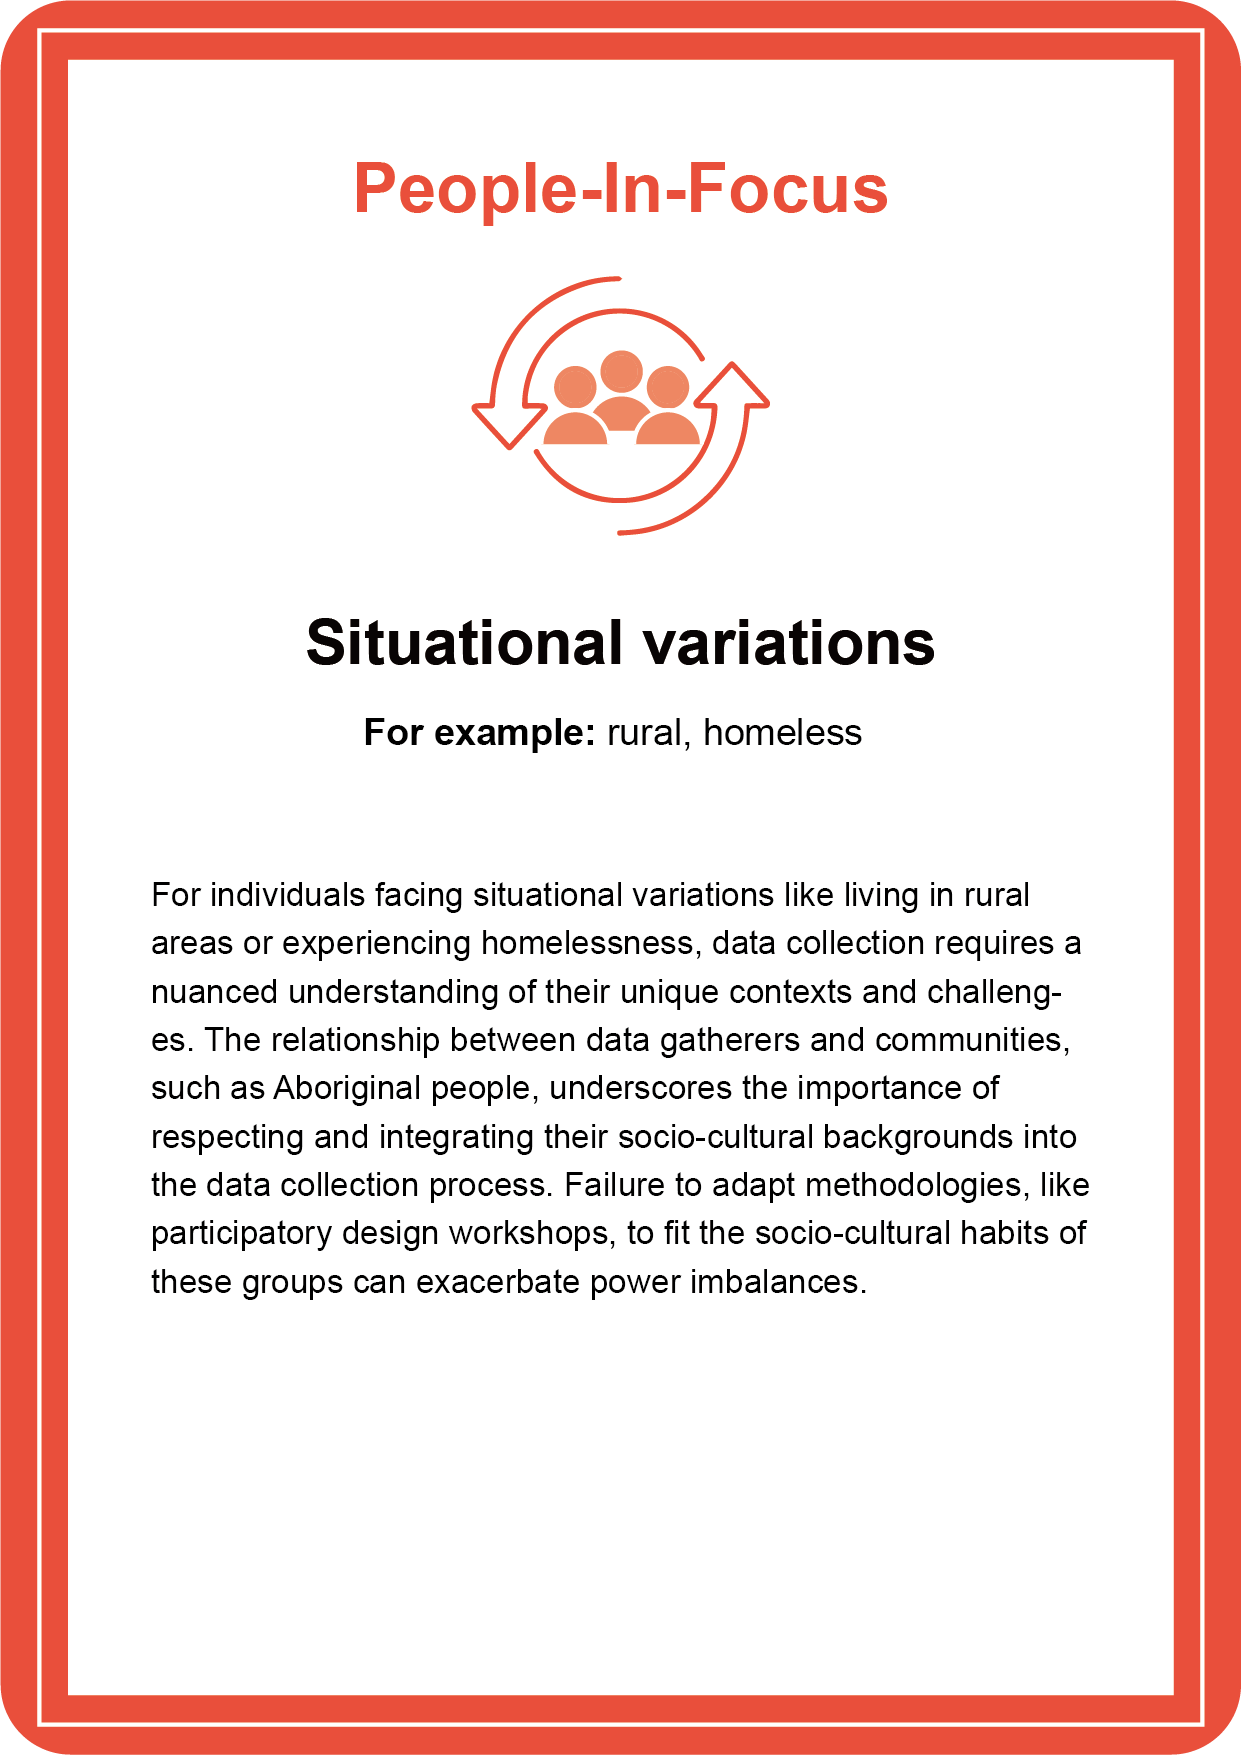 People-In-Focus
Situational variations
For example: rural, homeless
For individuals facing situational variations like living in rural
areas or experiencing homelessness, data collection requires a
nuanced understanding of their unique contexts and challeng-
es. The relationship between data gatherers and communities,
such as Aboriginal people, underscores the importance of
respecting and integrating their socio-cultural backgrounds into
the data collection process. Failure to adapt methodologies, like
participatory design workshops, to fit the socio-cultural habits of
these groups can exacerbate power imbalances.